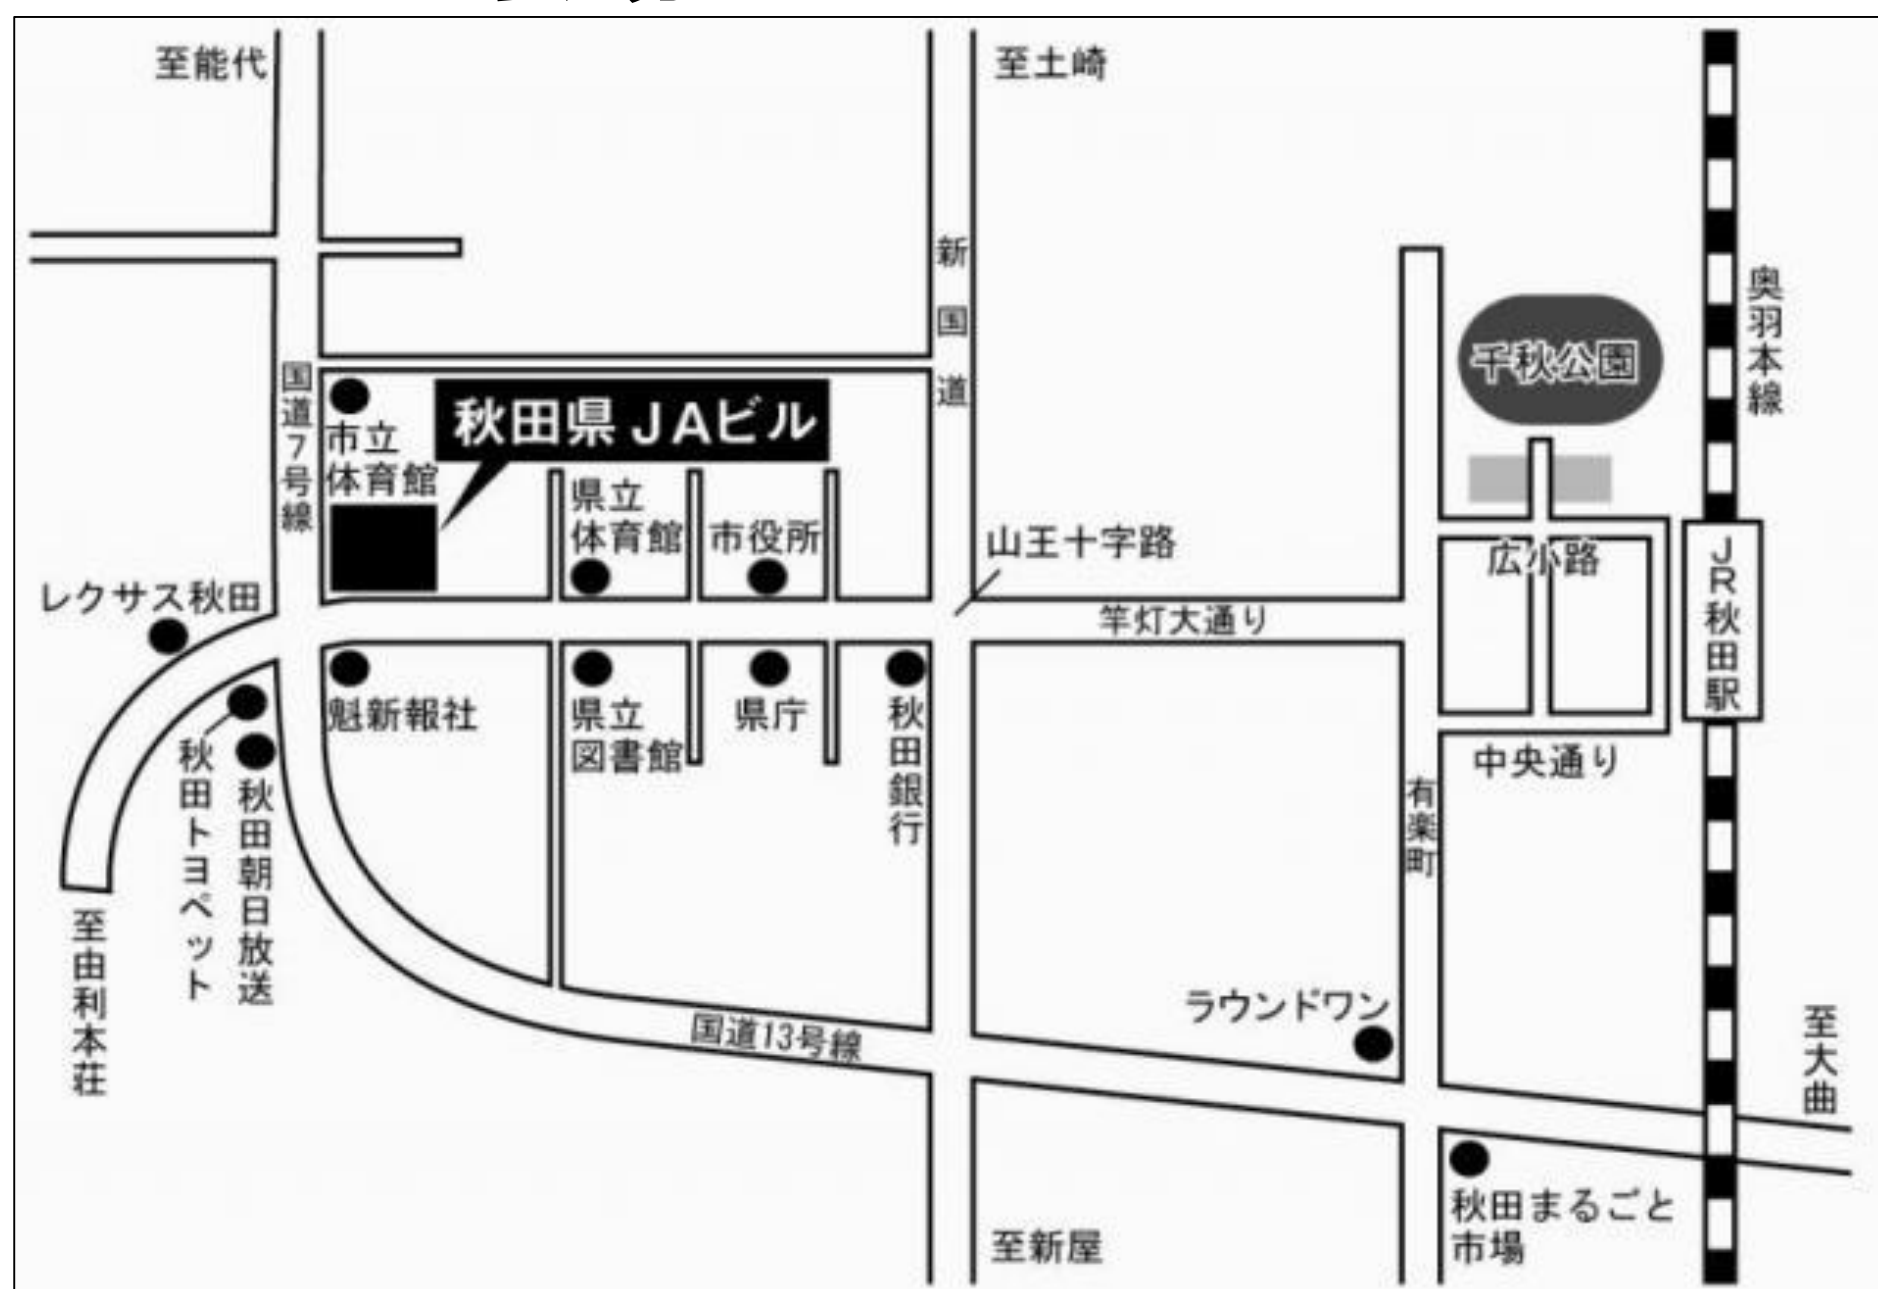 至能代
至土崎
新国道
奥羽本線
千秋公園
国道7号線
市立
体育館
秋田県JAビル
県立
体育館
市役所
山王十字路
広小路
JR秋田駅
レクサス秋田
竿灯大通り
魁新報社
県立
図書館
県庁
秋田銀行
中央通り
有楽町
秋田トヨペット
秋田朝日放送
至由利本荘
国道13号線
ラウンドワン
至大曲
秋田まるごと
市場
至新屋